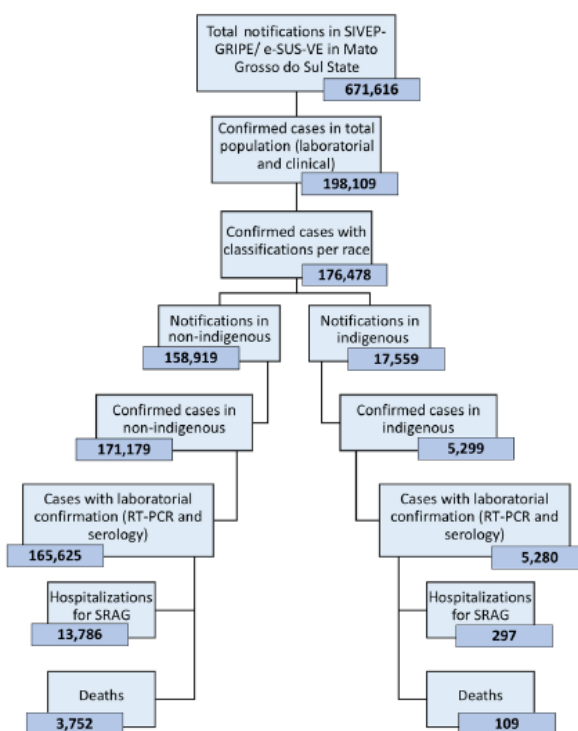 Total notifications in SIVEP-
GRIPE/ e-SUS-VE in Mato
Grosso do Sul State
671,616
Confirmed cases in total
population (laboratorial
and clinical)
198,109
Confirmed cases with
classifications per race
176,478
Notifications in
non-indigenous
158,919
Notifications in
indigenous
17,559
Confirmed cases in
non-indigenous
171,179
Confirmed cases in
indigenous
5,299
Cases with laboratorial
confirmation (RT-PCR and
serology)
165,625
Cases with laboratorial
confirmation (RT-PCR and
serology)
5,280
Hospitalizations
for SRAG
13,786
Hospitalizations
for SRAG
297
Deaths
3,752
Deaths
109